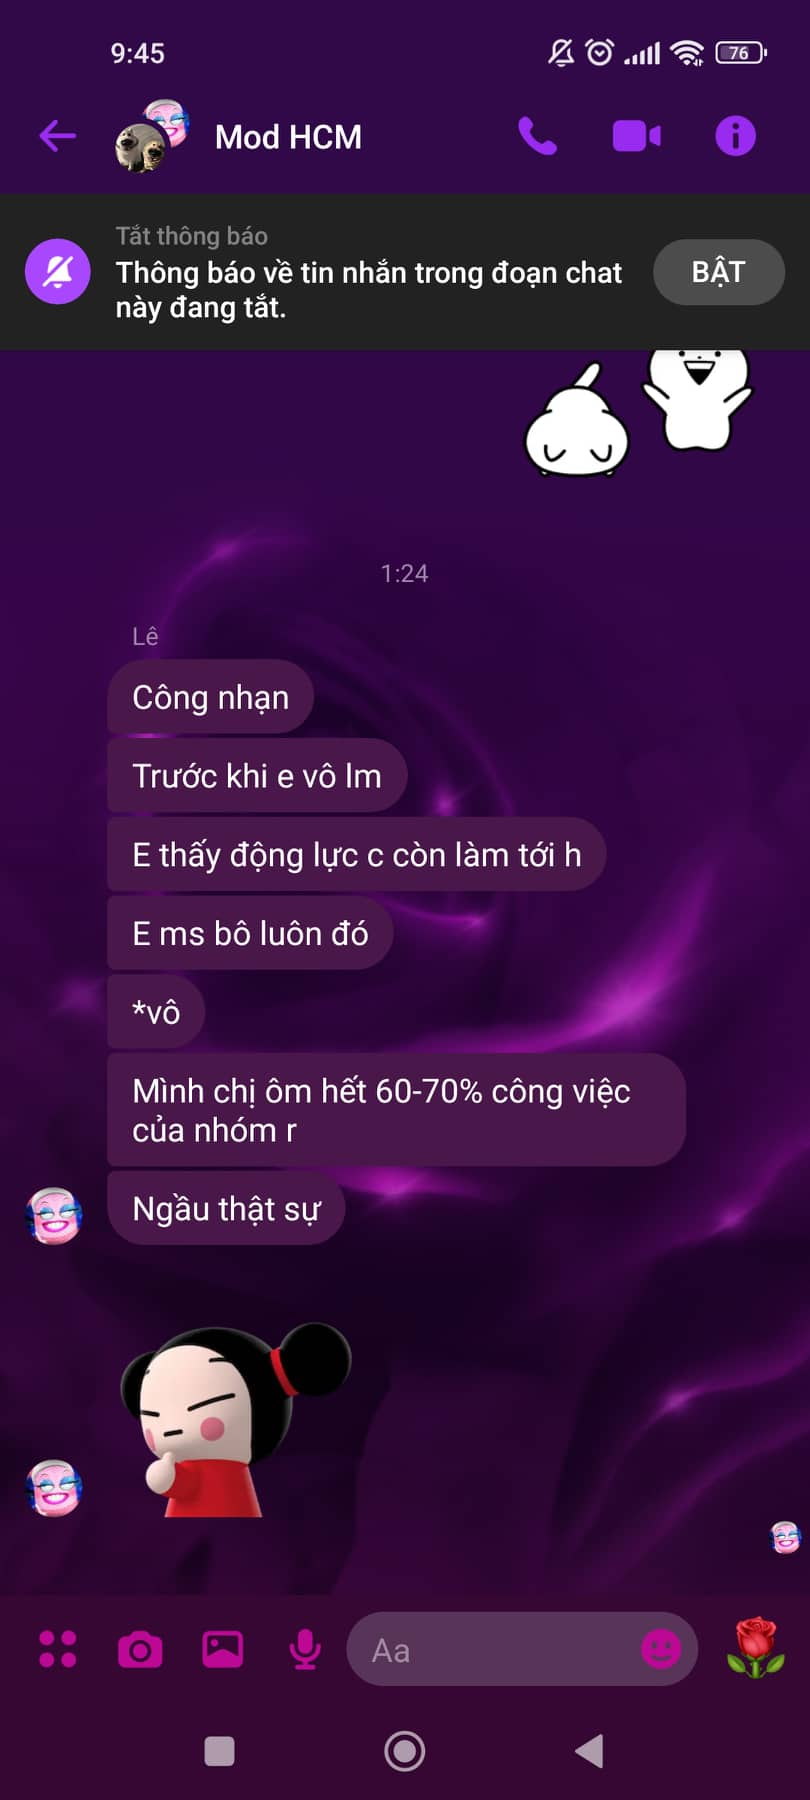 9:45
76
Mod HCM
Tắt thông báo
Thông báo về tin nhắn trong đoạn chat
này đang tắt.
BẬT
1:24
Lê
Công nhạn
Trước khi e vô lm
E thấy động lực c còn làm tới h
E ms bô luôn đó
*vô
Mình chị ôm hết 60-70% công việc
của nhóm r
Ngầu thật sự
Aa